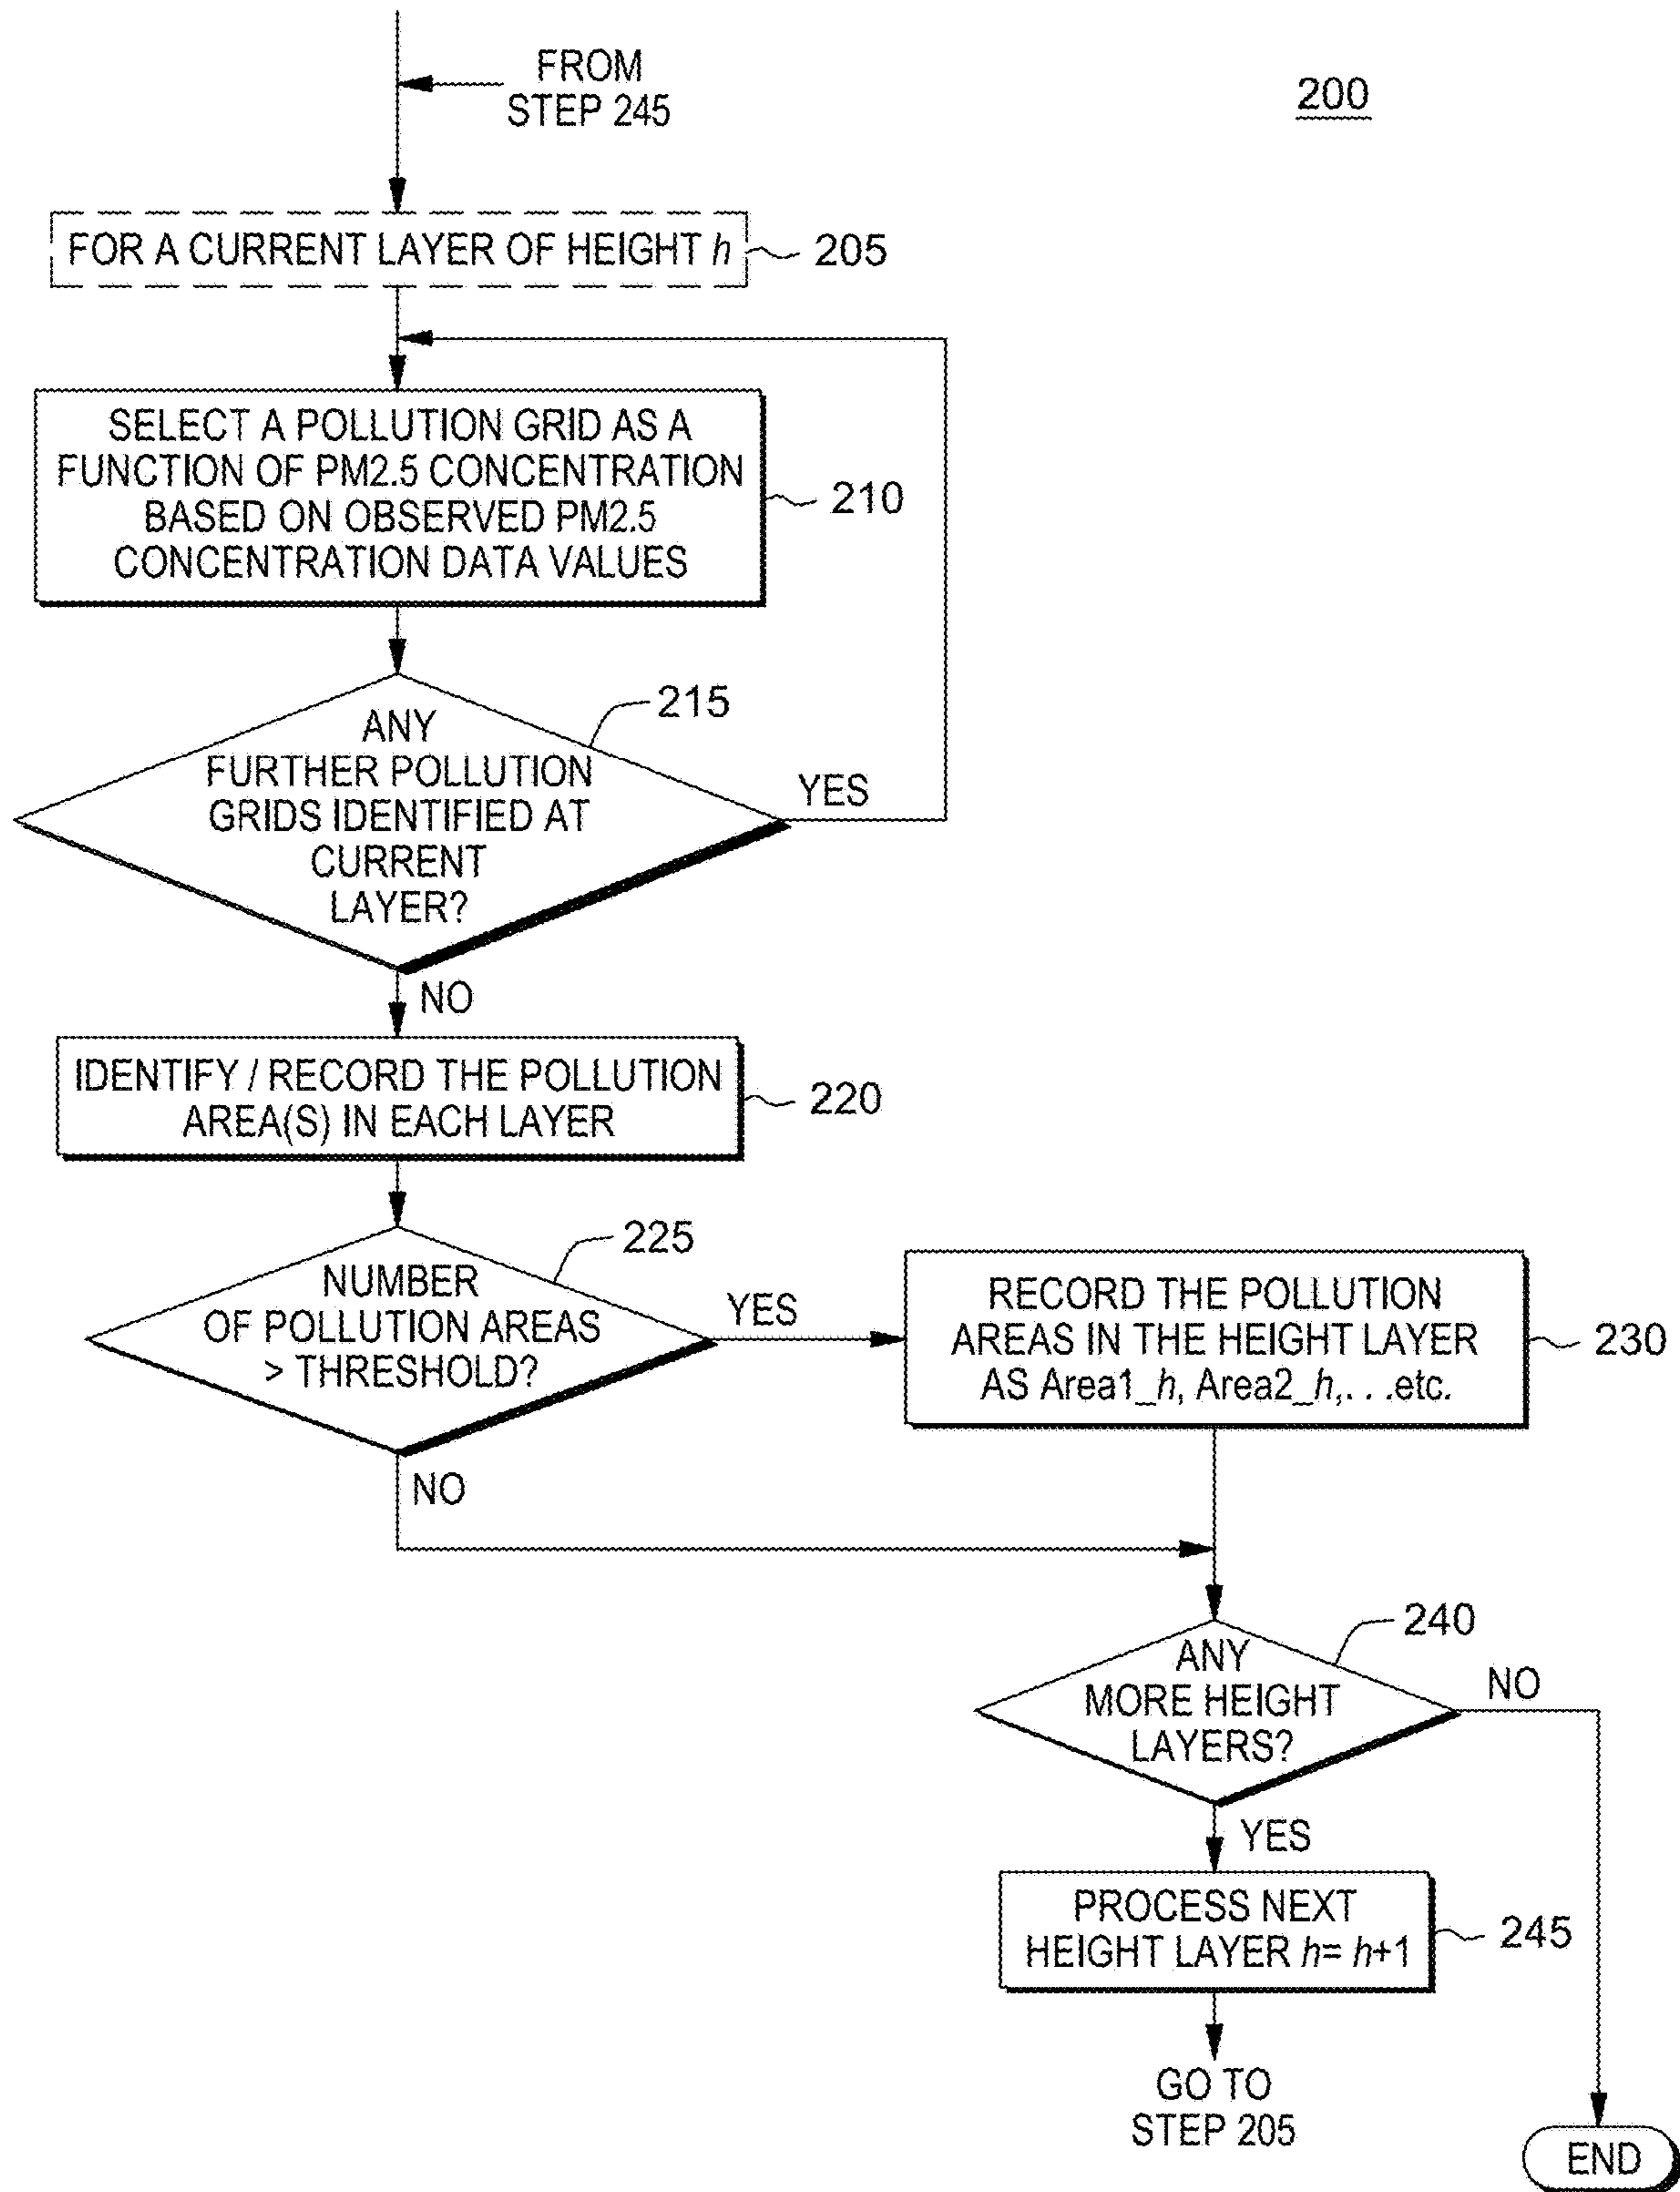 FROM
STEP 245
200
FOR A CURRENT LAYER OF HEIGHT h
205
SELECT A POLLUTION GRID AS A
FUNCTION OF PM2.5 CONCENTRATION
BASED ON OBSERVED PM2.5
CONCENTRATION DATA VALUES
210
215
ANY
FURTHER POLLUTION
GRIDS IDENTIFIED AT
CURRENT
LAYER?
YES
NO
IDENTIFY / RECORD THE POLLUTION
AREA(S) IN EACH LAYER
220
225
NUMBER
OF POLLUTION AREAS
> THRESHOLD?
YES
NO
RECORD THE POLLUTION
AREAS IN THE HEIGHT LAYER
AS Area1_h, Area2_h,. . .etc.
230
240
ANY
MORE HEIGHT
LAYERS?
NO
YES
PROCESS NEXT
HEIGHT LAYER h= h+1
245
GO TO
STEP 205
END